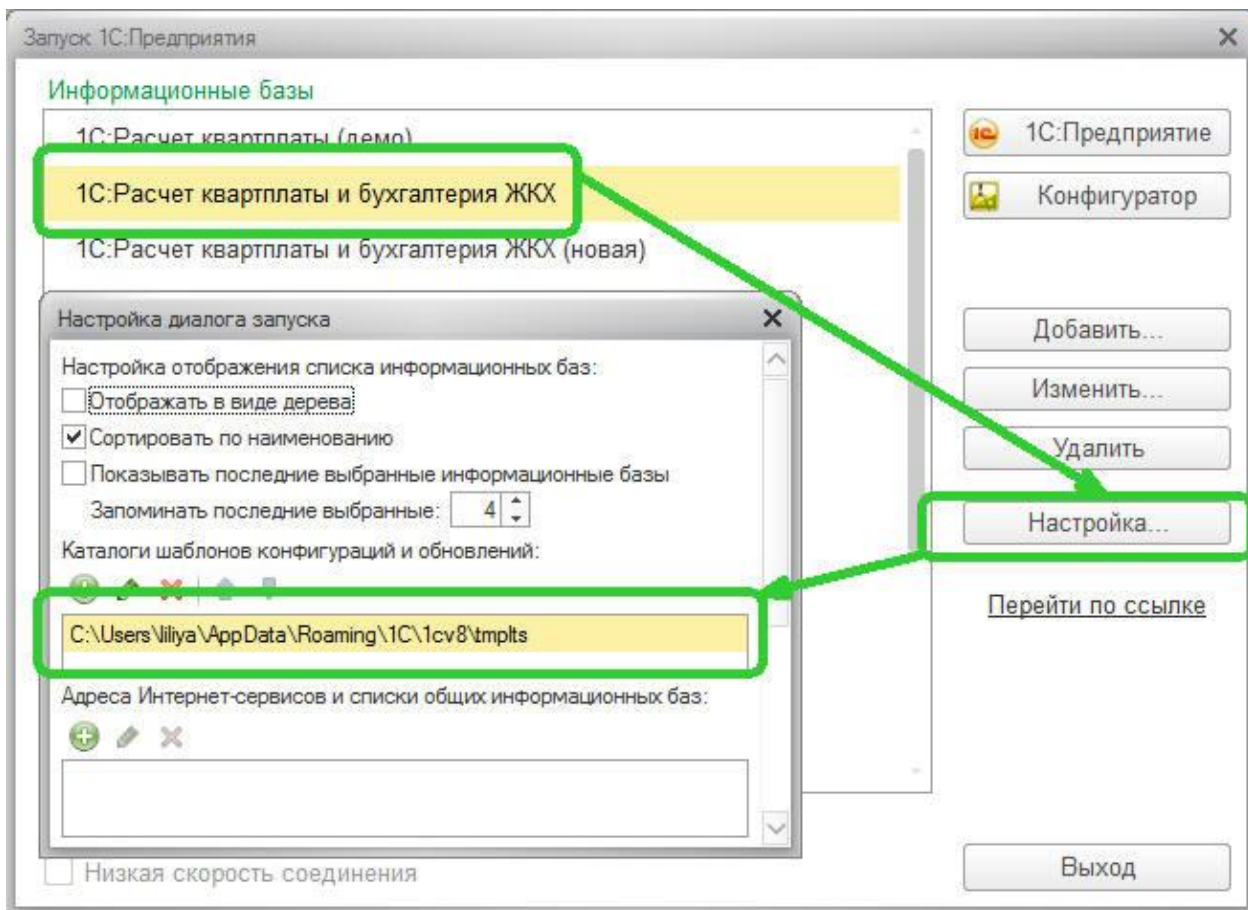 Запуск 1С:Предприятия
Информационные базы
1С:Расчет квартплаты (демо)
1С:Расчет квартплаты и бухгалтерия ЖКХ
1С:Расчет квартплаты и бухгалтерия ЖКХ (новая)
1С:Предприятие
Конфигуратор
Добавить...
Изменить...
Удалить
Настройка...
Перейти по ссылке
Выход
Настройка диалога запуска
Настройка отображения списка информационных баз:
Отображать в виде дерева
Сортировать по наименованию
Показывать последние выбранные информационные базы
Запоминать последние выбранные: 4
Каталоги шаблонов конфигураций и обновлений:
C:\Users\liliya\AppData\Roaming\1C\1cv8\tmplts
Адреса Интернет-сервисов и списки общих информационных баз:
Низкая скорость соединения